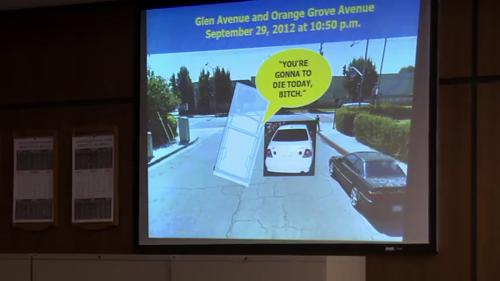 Glen Avenue and Orange Grove Avenue
September 29, 2012 at 10:50 p.m.
"YOU'RE
GONNA TO
DIE TODAY,
BITCH."